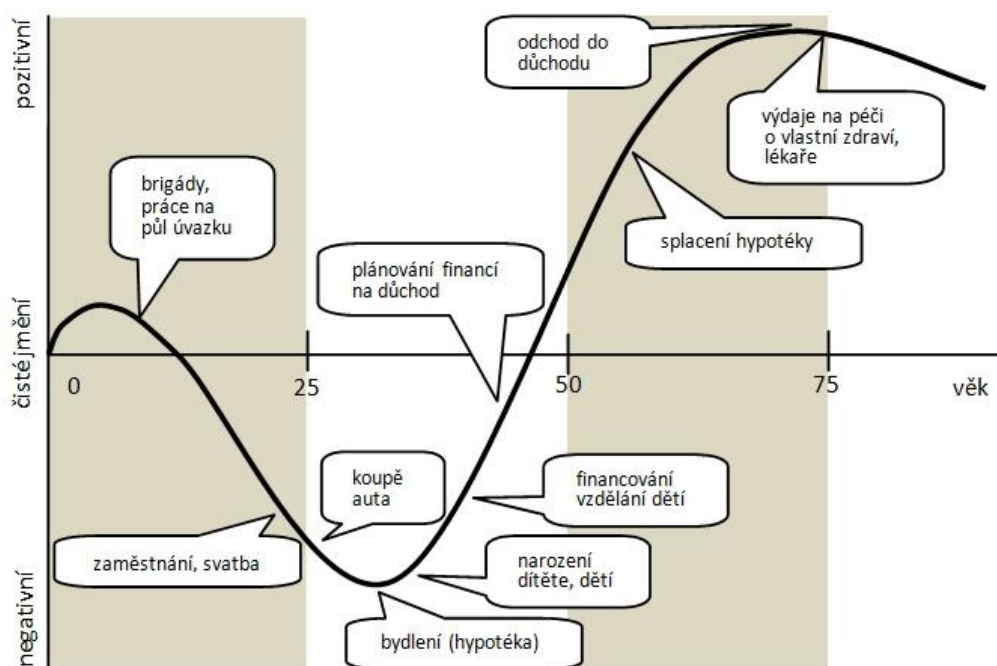 pozitivní
čistéjmění
negativní
odchod do
důchodu
výdaje na péči
o vlastní zdraví,
lékaře
brigády,
práce na
půl úvazku
splacení hypotéky
plánování financí
na důchod
0
25
50
75
věk
koupě
auta
financování
vzdělání dětí
zaměstnání, svatba
narození
dítěte, dětí
bydlení (hypotéka)